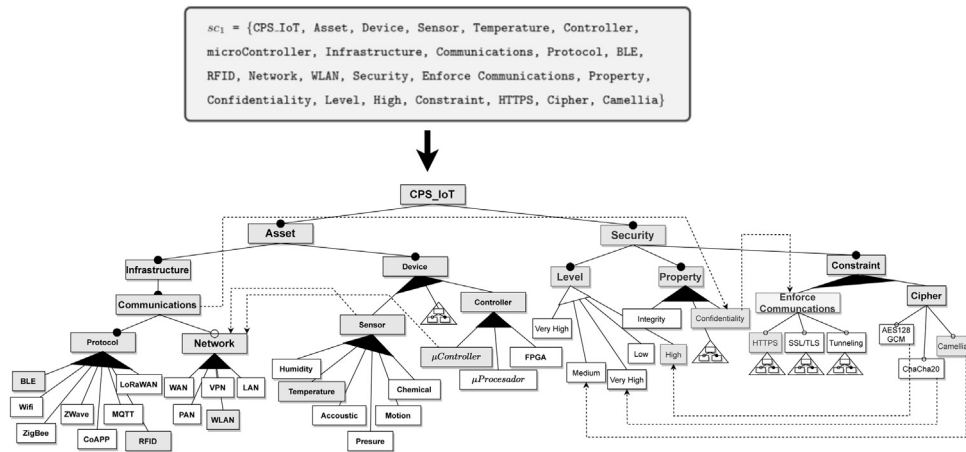 sc₁ = {CPS_IoT, Asset, Device, Sensor, Temperature, Controller,
microController, Infrastructure, Communications, Protocol, BLE,
RFID, Network, WLAN, Security, Enforce Communications, Property,
Confidentiality, Level, High, Constraint, HTTPS, Cipher, Camellia}
CPS_IoT
Asset
Security
Infrastructure
Device
Level
Property
Constraint
Communications
Controller
Enforce
Communcations
Cipher
Sensor
Very High
Integrity
Confidentiality
Protocol
Network
μController
FPGA
HTTPS
SSL/TLS
Tunneling
AES128
GCM
Camellia
Low
High
ChaCha20
Humidity
μProcesador
Medium
Very High
BLE
LoRaWAN
WAN
VPN
LAN
Temperature
Chemical
Wifi
ZWave
MQTT
PAN
WLAN
Accoustic
Motion
ZigBee
CoAPP
RFID
Presure